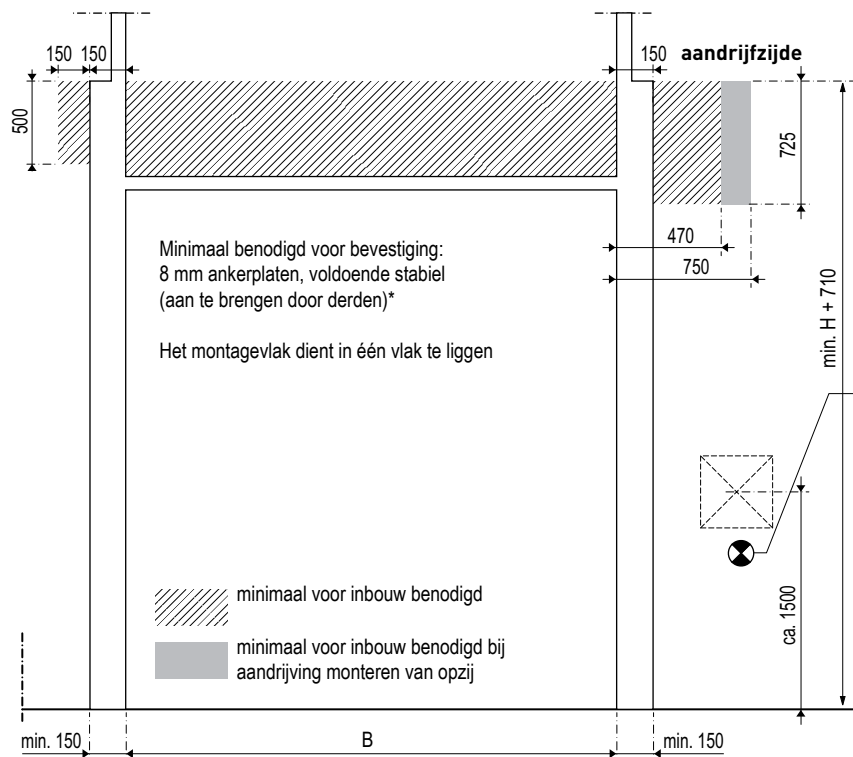 150 150
150 aandrijfzijde
500
725
470
750
Minimaal benodigd voor bevestiging:
8 mm ankerplaten, voldoende stabiel
(aan te brengen door derden)*
Het montagevlak dient in één vlak te liggen
min. H + 710
ca. 1500
minimaal voor inbouw benodigd
minimaal voor inbouw benodigd bij
aandrijving monteren van opzij
min. 150
B
min. 150